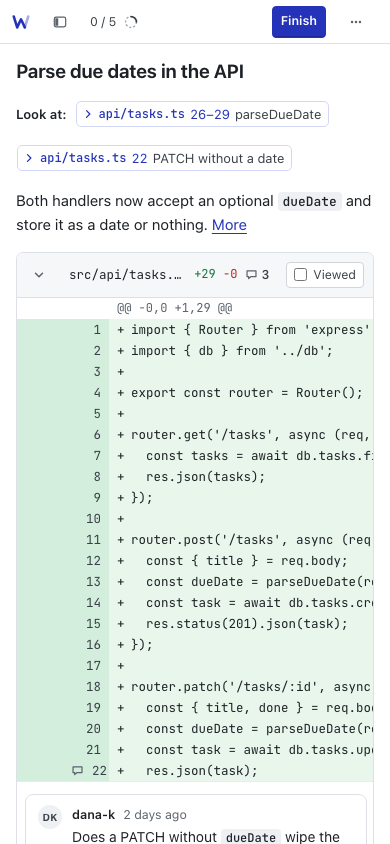 0 / 5
Finish
Parse due dates in the API
Look at: > api/tasks.ts 26–29 parseDueDate
> api/tasks.ts 22 PATCH without a date
Both handlers now accept an optional dueDate and
store it as a date or nothing. More
src/api/tasks.… +29 -0 3 Viewed
@@ -0,0 +1,29 @@
1 + import { Router } from 'express'
2 + import { db } from '../db';
3 +
4 + export const router = Router();
5 +
6 + router.get('/tasks', async (req,
7 + const tasks = await db.tasks.fi
8 + res.json(tasks);
9 + });
10 +
11 + router.post('/tasks', async (req
12 + const { title } = req.body;
13 + const dueDate = parseDueDate(re
14 + const task = await db.tasks.cre
15 + res.status(201).json(task);
16 + });
17 +
18 + router.patch('/tasks/:id', async
19 + const { title, done } = req.bod
20 + const dueDate = parseDueDate(re
21 + const task = await db.tasks.upd
22 + res.json(task);
DK dana-k 2 days ago
Does a PATCH without dueDate wipe the